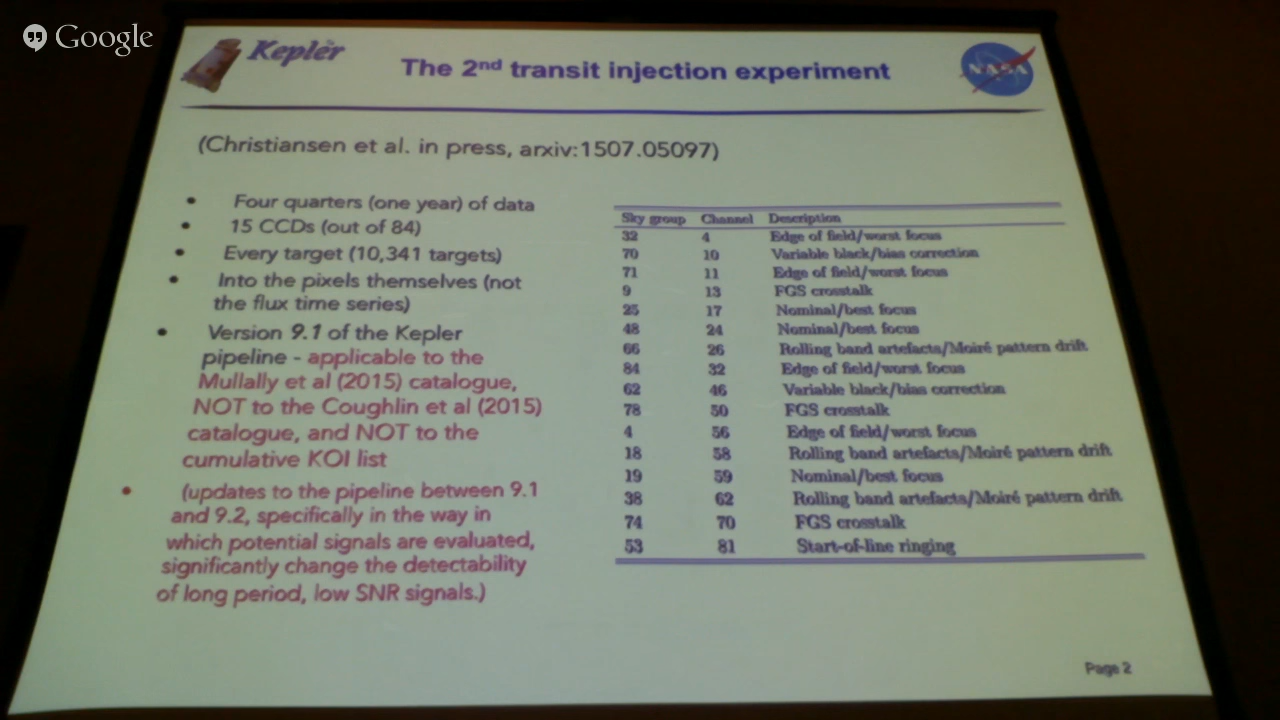 Google
Kepler
The 2nd transit injection experiment
NASA
(Christiansen et al. in press, arxiv:1507.05097)
• Four quarters (one year) of data
• 15 CCDs (out of 84)
• Every target (10,341 targets)
• Into the pixels themselves (not
the flux time series)
• Version 9.1 of the Kepler
pipeline - applicable to the
Mullally et al (2015) catalogue,
NOT to the Coughlin et al (2015)
catalogue, and NOT to the
cumulative KOI list
• (updates to the pipeline between 9.1
and 9.2, specifically in the way in
which potential signals are evaluated,
significantly change the detectability
of long period, low SNR signals.)
Sky group Channel Description
32 4 Edge of field/worst focus
70 10 Variable black/bias correction
71 11 Edge of field/worst focus
9 13 FGS crosstalk
25 17 Nominal/best focus
48 24 Nominal/best focus
66 26 Rolling band artefacts/Moiré pattern drift
84 32 Edge of field/worst focus
62 46 Variable black/bias correction
78 50 FGS crosstalk
4 56 Edge of field/worst focus
18 58 Rolling band artefacts/Moiré pattern drift
19 59 Nominal/best focus
38 62 Rolling band artefacts/Moiré pattern drift
74 70 FGS crosstalk
53 81 Start-of-line ringing
Page 2